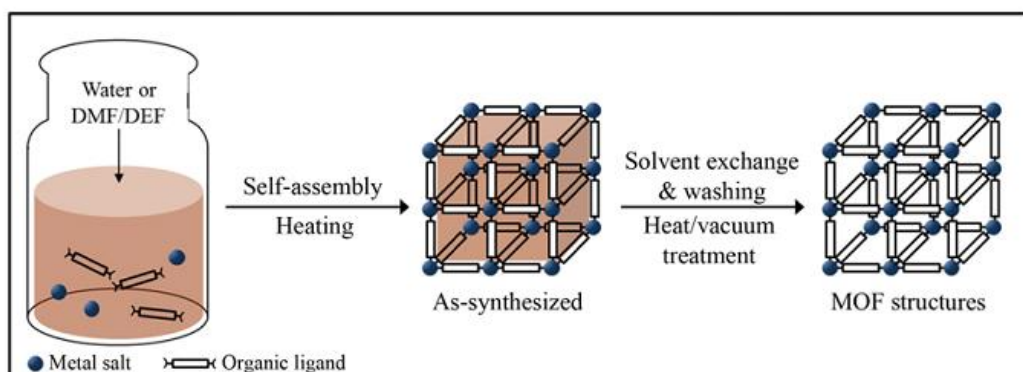 Water or
DMF/DEF
Self-assembly
Heating
Solvent exchange
& washing
Heat/vacuum
treatment
As-synthesized
MOF structures
Metal salt
Organic ligand